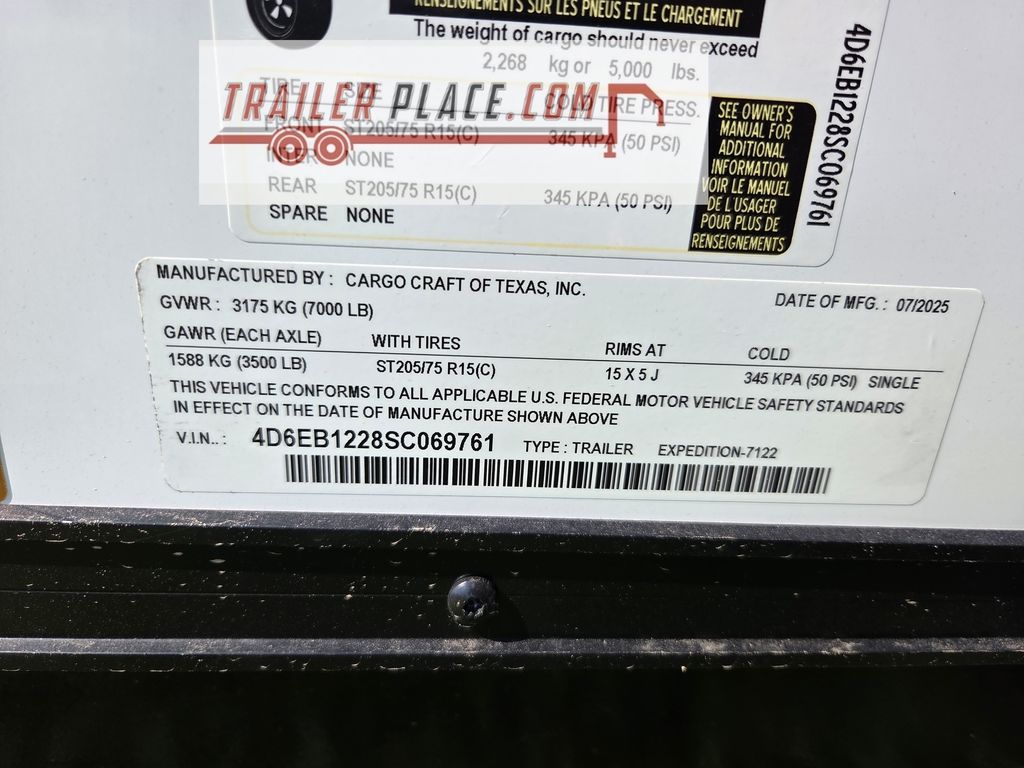 RENSEIGNEMENTS SUR LES PNEUS ET LE CHARGEMENT
The weight of cargo should never exceed
2,268 kg or 5,000 lbs.
TIRE SIZE COLD TIRE PRESS.
TRAILER PLACE.COM
FRONT ST205/75 R15(C) 345 KPA (50 PSI)
INTER NONE
REAR ST205/75 R15(C) 345 KPA (50 PSI)
SPARE NONE
SEE OWNER'S
MANUAL FOR
ADDITIONAL
INFORMATION
VOIR LE MANUEL
DE L'USAGER
POUR PLUS DE
RENSEIGNEMENTS
4D6EB1228SC069761
MANUFACTURED BY : CARGO CRAFT OF TEXAS, INC.
GVWR : 3175 KG (7000 LB) DATE OF MFG. : 07/2025
GAWR (EACH AXLE) WITH TIRES RIMS AT COLD
1588 KG (3500 LB) ST205/75 R15(C) 15 X 5 J 345 KPA (50 PSI) SINGLE
THIS VEHICLE CONFORMS TO ALL APPLICABLE U.S. FEDERAL MOTOR VEHICLE SAFETY STANDARDS
IN EFFECT ON THE DATE OF MANUFACTURE SHOWN ABOVE
V.I.N.. : 4D6EB1228SC069761 TYPE : TRAILER EXPEDITION-7122